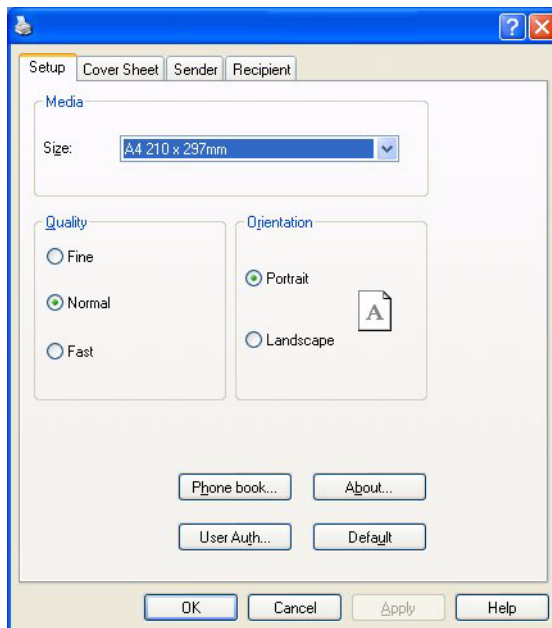 Setup Cover Sheet Sender Recipient
Media
Size: A4 210 x 297mm
Quality
Fine
Normal
Fast
Orientation
Portrait
A
Landscape
Phone book... About...
User Auth... Default
OK Cancel Apply Help